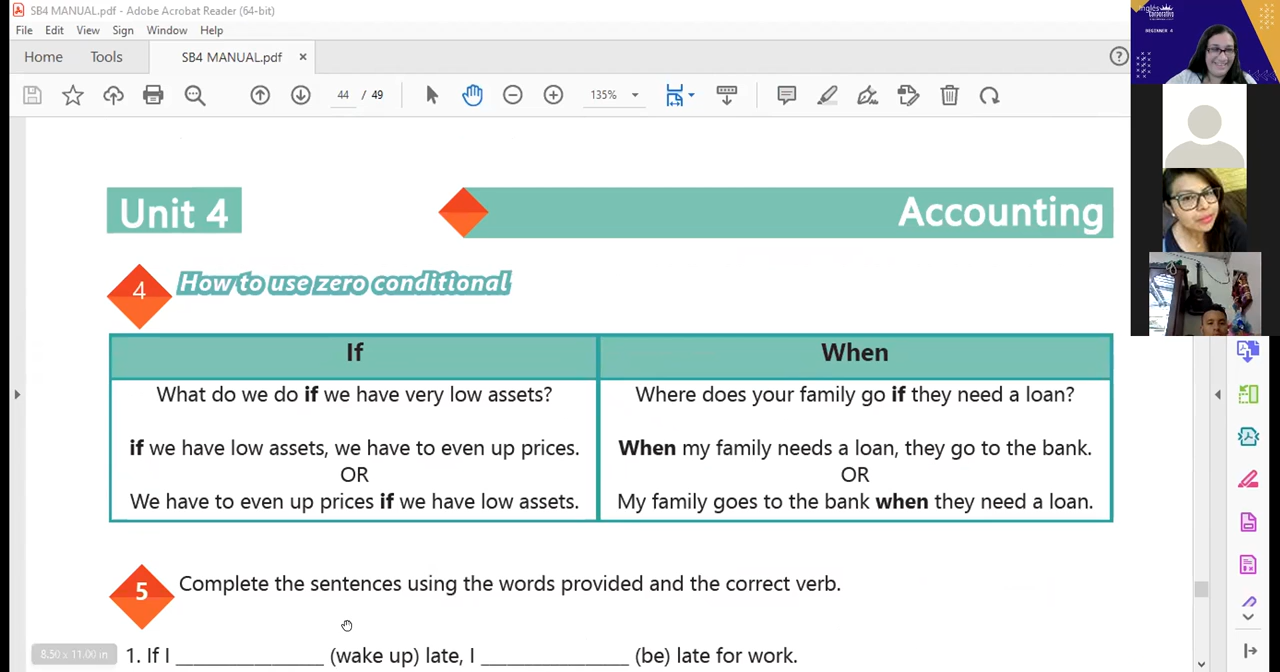 SB4 MANUAL.pdf - Adobe Acrobat Reader (64-bit)
File Edit View Sign Window Help
Home Tools SB4 MANUAL.pdf ×
44 / 49 135%
inglés
Corporativo
BEGINNER 4
Unit 4 Accounting
4 How to use zero conditional
If When
What do we do if we have very low assets? Where does your family go if they need a loan?
if we have low assets, we have to even up prices. When my family needs a loan, they go to the bank.
OR OR
We have to even up prices if we have low assets. My family goes to the bank when they need a loan.
5 Complete the sentences using the words provided and the correct verb.
8.50 x 11.00 in
1. If I ______________ (wake up) late, I ______________ (be) late for work.